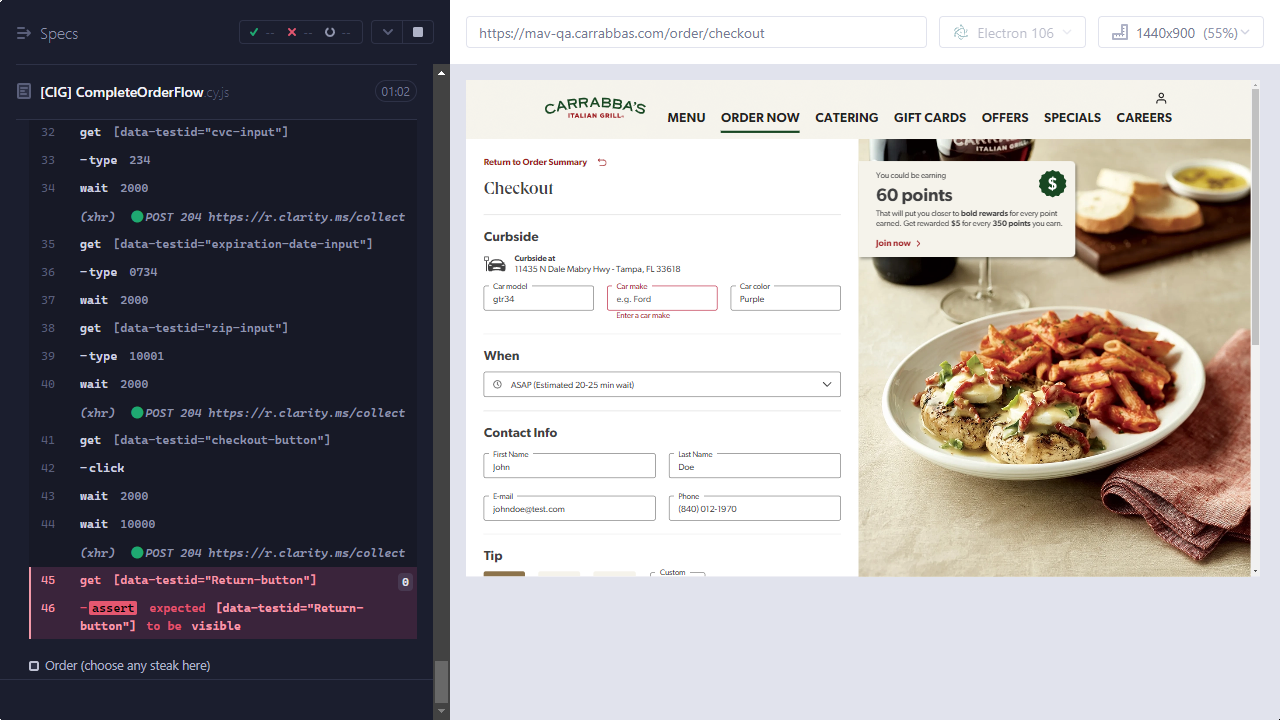 Specs
--
--
--
[CIG] CompleteOrderFlow.cy.js
01:02
32 get [data-testid="cvc-input"]
33 -type 234
34 wait 2000
(xhr) POST 204 https://r.clarity.ms/collect
35 get [data-testid="expiration-date-input"]
36 -type 0734
37 wait 2000
38 get [data-testid="zip-input"]
39 -type 10001
40 wait 2000
(xhr) POST 204 https://r.clarity.ms/collect
41 get [data-testid="checkout-button"]
42 -click
43 wait 2000
44 wait 10000
(xhr) POST 204 https://r.clarity.ms/collect
45 get [data-testid="Return-button"] 0
46 -assert expected [data-testid="Return-
button"] to be visible
Order (choose any steak here)
https://mav-qa.carrabbas.com/order/checkout
Electron 106
1440x900 (55%)
CARRABBA'S
ITALIAN GRILL
MENU ORDER NOW CATERING GIFT CARDS OFFERS SPECIALS CAREERS
Return to Order Summary
Checkout
Curbside
Curbside at
11435 N Dale Mabry Hwy - Tampa, FL 33618
Car model
gtr34
Car make
e.g. Ford
Enter a car make
Car color
Purple
When
ASAP (Estimated 20-25 min wait)
Contact Info
First Name
John
Last Name
Doe
E-mail
johndoe@test.com
Phone
(840) 012-1970
Tip
Custom
CARRABBA'S
ITALIAN GRILL
You could be earning
60 points
$
That will put you closer to bold rewards for every point
earned. Get rewarded $5 for every 350 points you earn.
Join now